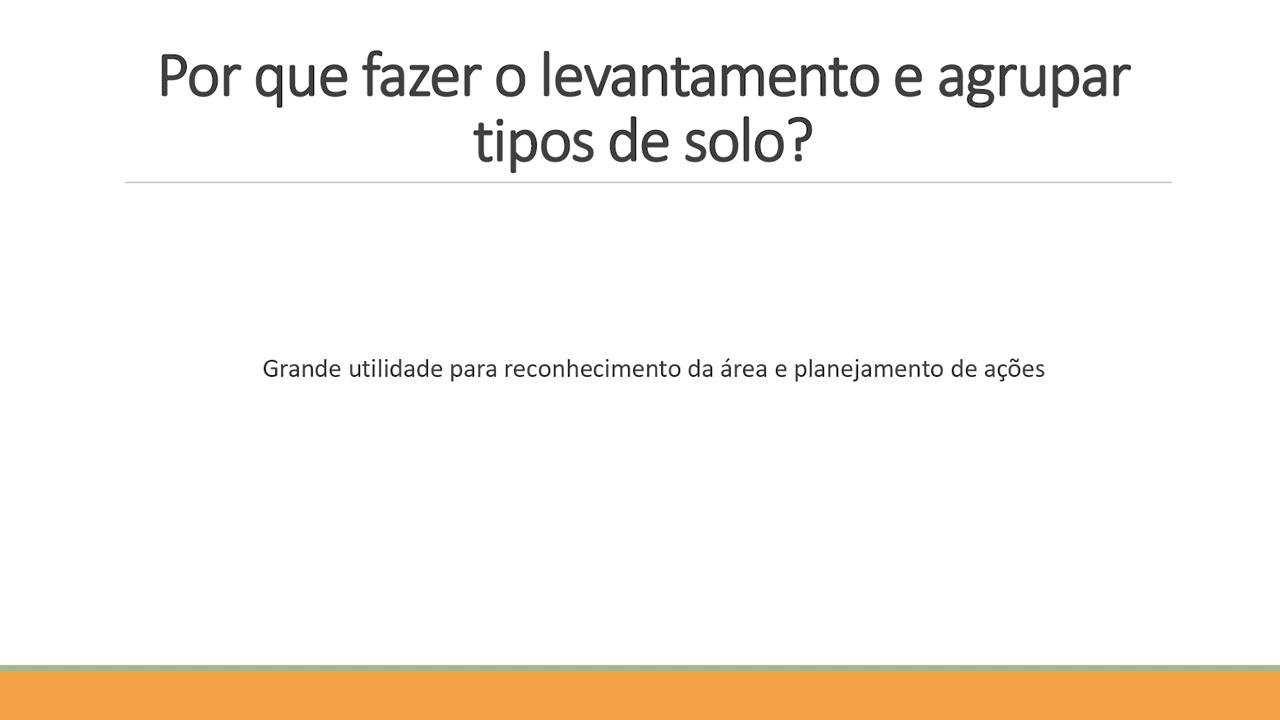 Por que fazer o levantamento e agrupar
tipos de solo?
Grande utilidade para reconhecimento da área e planejamento de ações